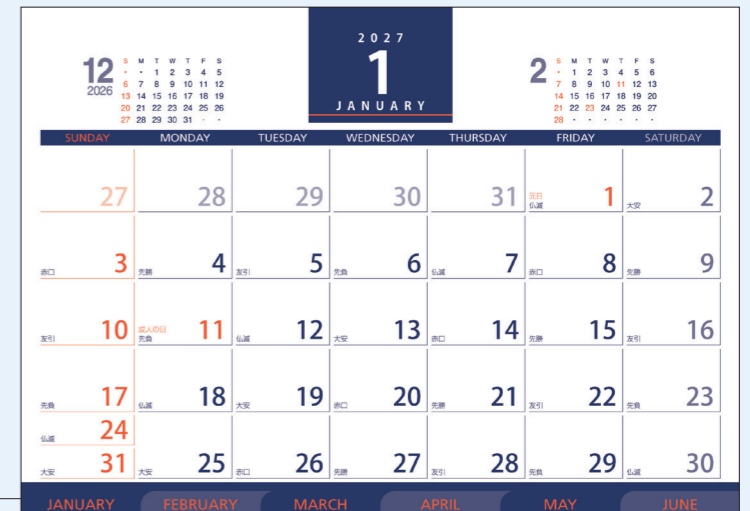 2027
1
JANUARY
12
2026
S M T W T F S
· · 1 2 3 4 5
6 7 8 9 10 11 12
13 14 15 16 17 18 19
20 21 22 23 24 25 26
27 28 29 30 31 · ·
2
S M T W T F S
· 1 2 3 4 5 6
7 8 9 10 11 12 13
14 15 16 17 18 19 20
21 22 23 24 25 26 27
28 · · · · · ·
SUNDAY MONDAY TUESDAY WEDNESDAY THURSDAY FRIDAY SATURDAY
27 28 29 30 31 元日 仏滅 1 大安 2
赤口 3 先勝 4 友引 5 先負 6 仏滅 7 赤口 8 先勝 9
友引 10 成人の日 先負 11 仏滅 12 大安 13 赤口 14 先勝 15 友引 16
先負 17 仏滅 18 大安 19 赤口 20 先勝 21 友引 22 先負 23
仏滅 24
大安 31 大安 25 赤口 26 先勝 27 友引 28 先負 29 仏滅 30
JANUARY FEBRUARY MARCH APRIL MAY JUNE